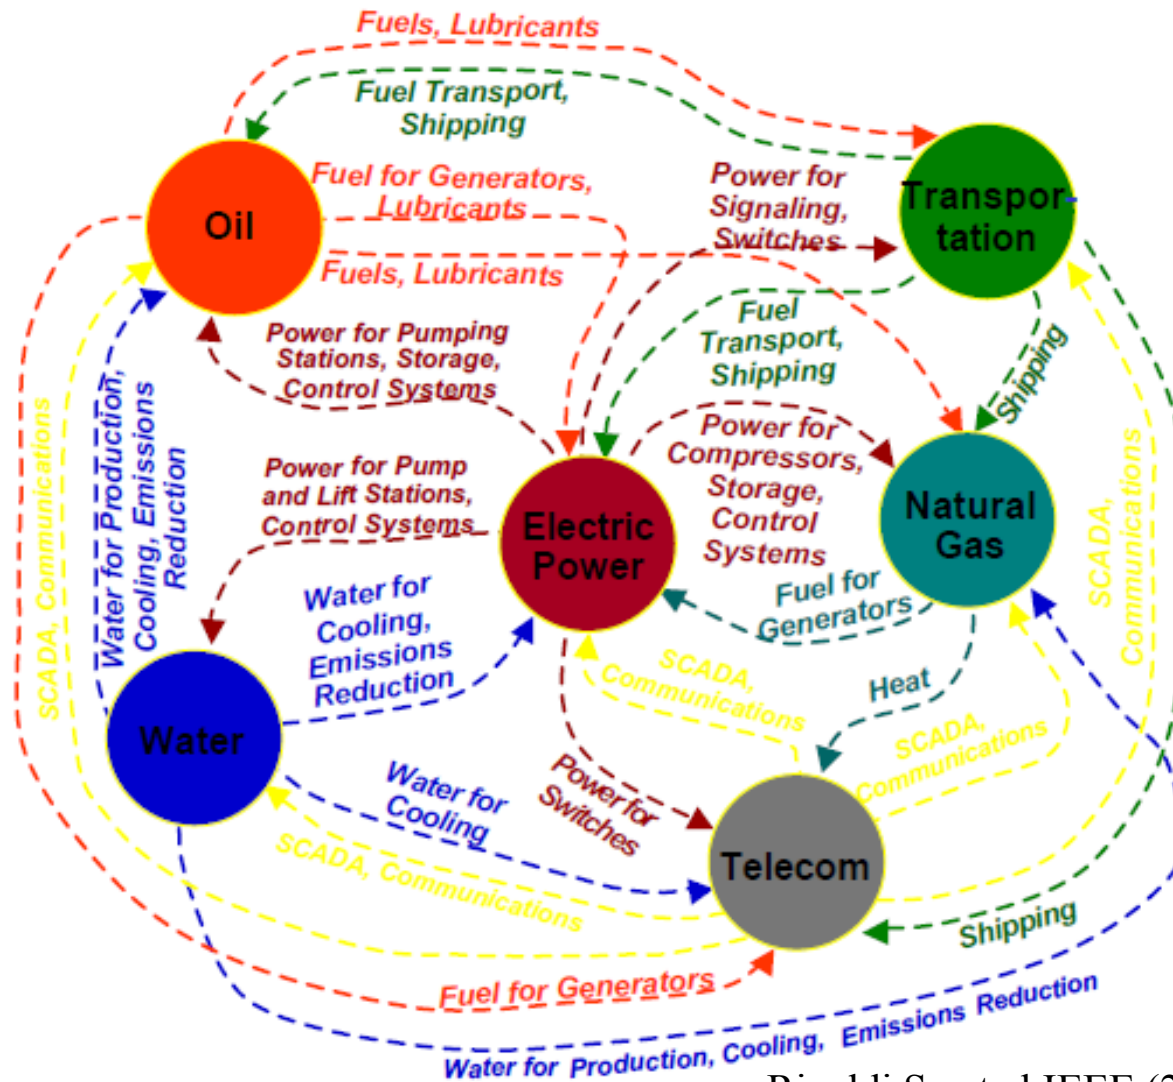 Fuels, Lubricants
Fuel Transport,
Shipping
Oil
Fuel for Generators,
Lubricants
Fuels, Lubricants
Power for
Signaling,
Switches
Transpor-
tation
Fuel
Transport,
Shipping
Shipping
Power for Pumping
Stations, Storage,
Control Systems
Power for
Compressors,
Storage,
Control
Systems
SCADA,
Communications
SCADA, Communications
Water for Production,
Cooling, Emissions
Reduction
Power for Pump
and Lift Stations,
Control Systems
Electric
Power
Natural
Gas
Water for
Cooling,
Emissions
Reduction
Fuel for
Generators
SCADA,
Communications
Heat
SCADA,
Communications
Water
Water for
Cooling
Power for
Switches
Telecom
SCADA, Communications
Shipping
Fuel for Generators
Water for Production, Cooling, Emissions Reduction